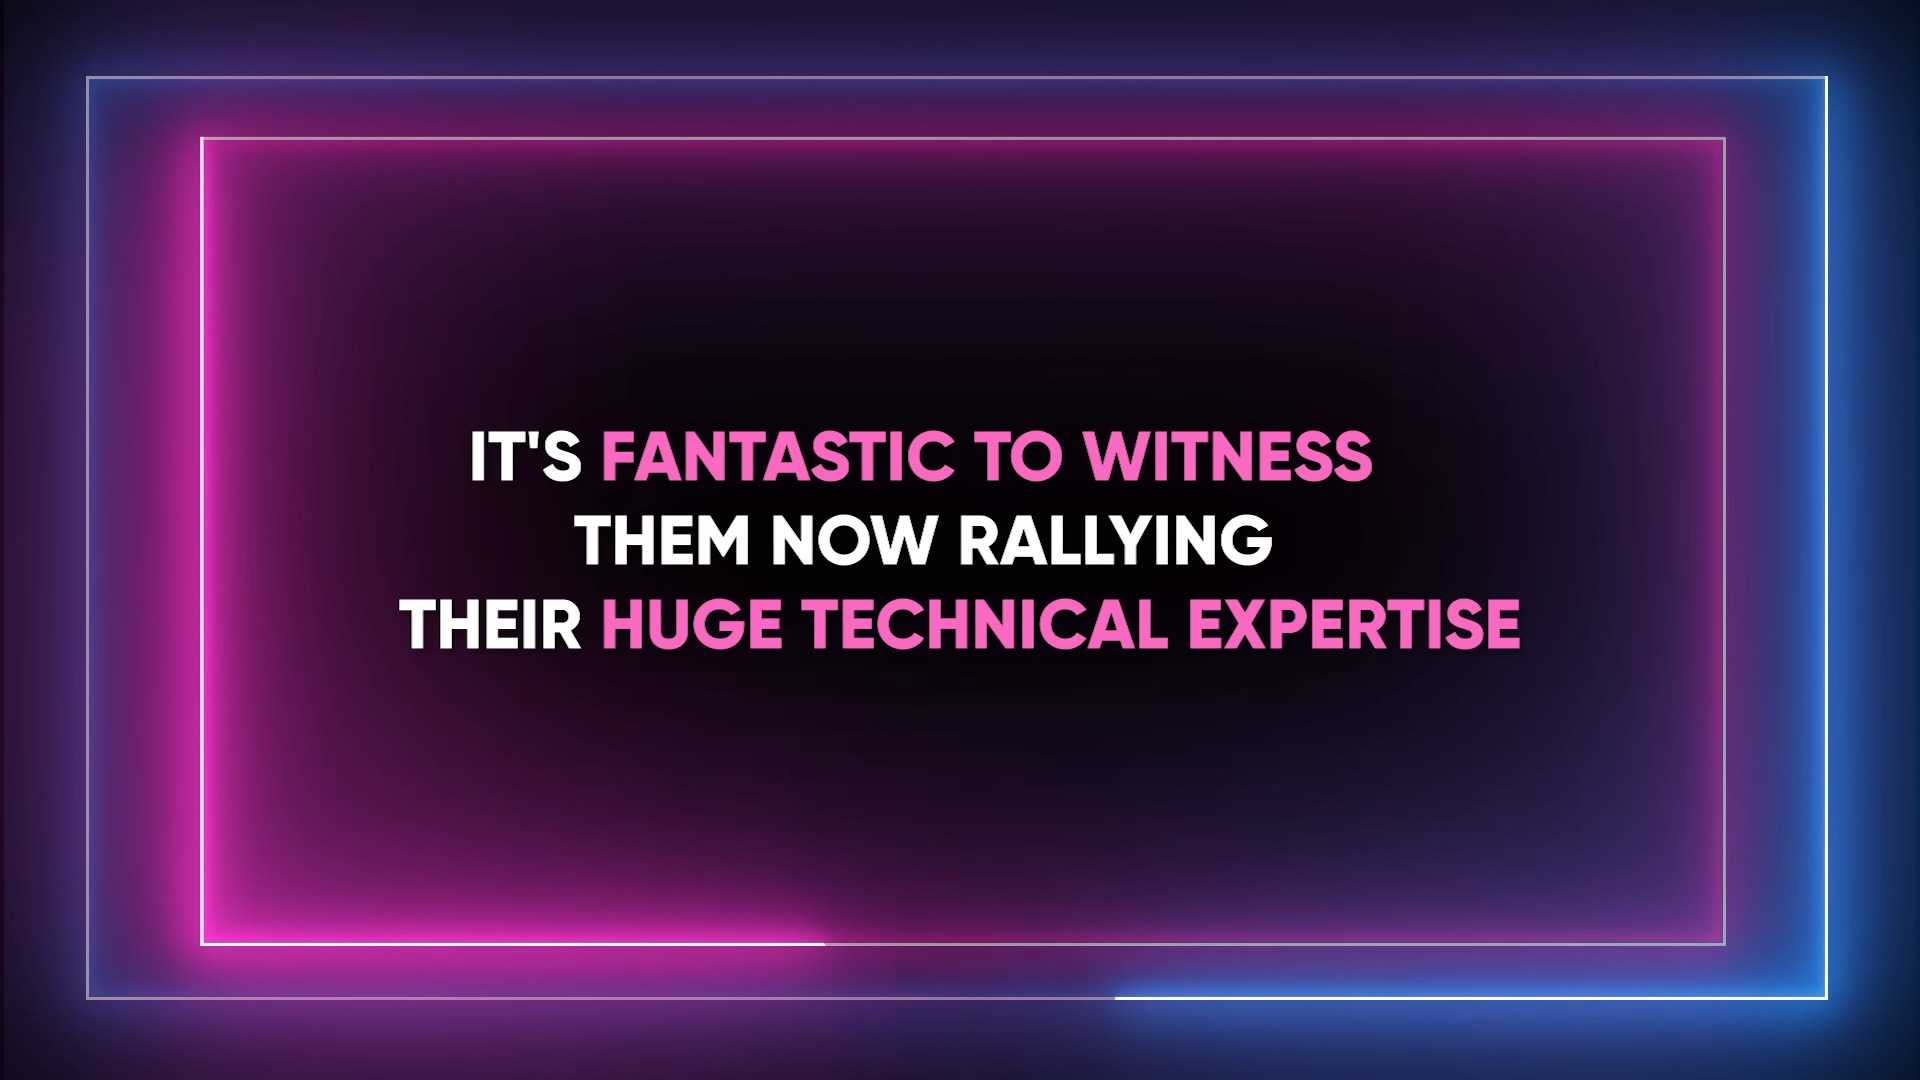 IT'S FANTASTIC TO WITNESS
THEM NOW RALLYING
THEIR HUGE TECHNICAL EXPERTISE